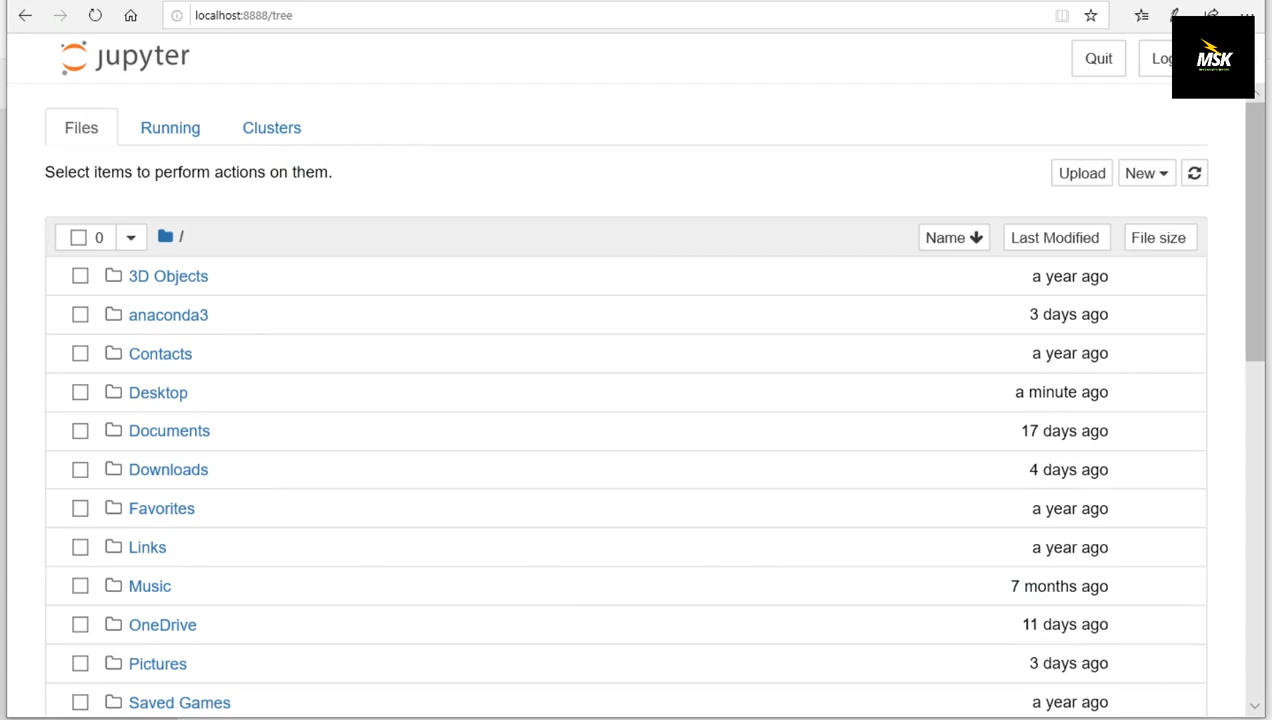 localhost:8888/tree
jupyter
Quit
MSK
Files Running Clusters
Select items to perform actions on them.
Upload New
0 / Name Last Modified File size
3D Objects a year ago
anaconda3 3 days ago
Contacts a year ago
Desktop a minute ago
Documents 17 days ago
Downloads 4 days ago
Favorites a year ago
Links a year ago
Music 7 months ago
OneDrive 11 days ago
Pictures 3 days ago
Saved Games a year ago